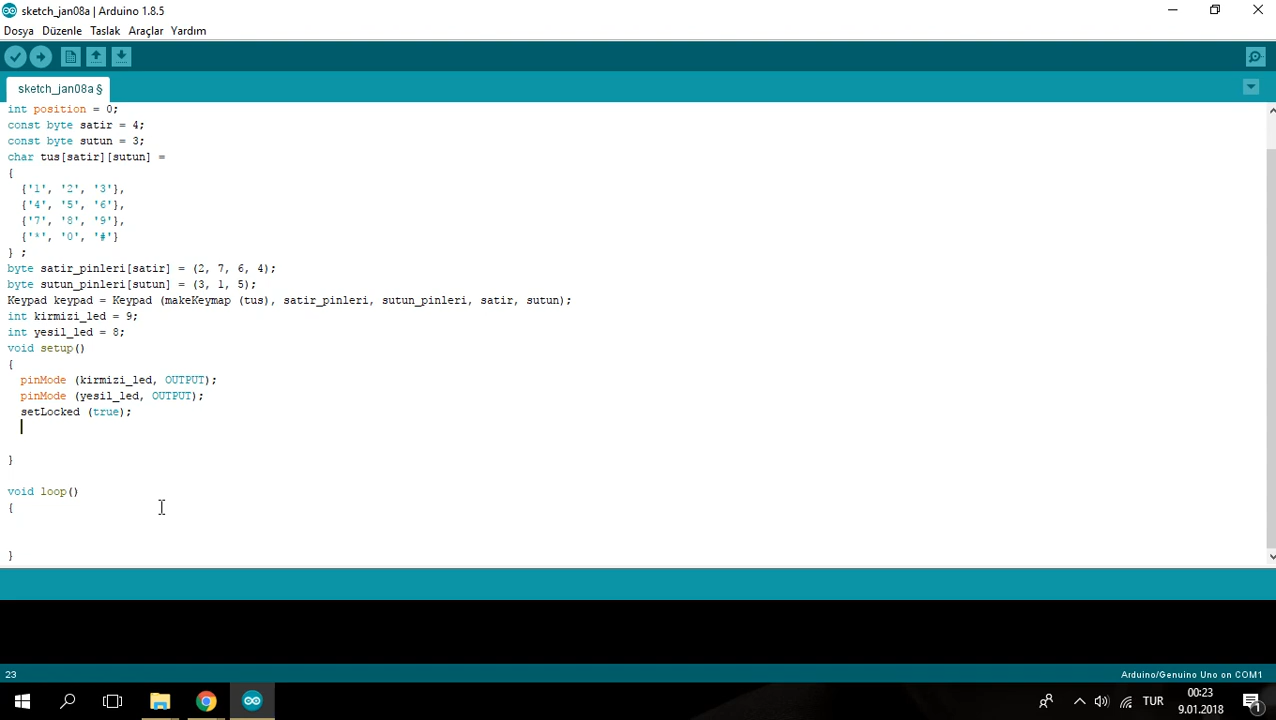 sketch_jan08a | Arduino 1.8.5
Dosya Düzenle Taslak Araçlar Yardım
sketch_jan08a §
int position = 0;
const byte satir = 4;
const byte sutun = 3;
char tus[satir][sutun] =
{
{'1', '2', '3'},
{'4', '5', '6'},
{'7', '8', '9'},
{'*', '0', '#'}
} ;
byte satir_pinleri[satir] = (2, 7, 6, 4);
byte sutun_pinleri[sutun] = (3, 1, 5);
Keypad keypad = Keypad (makeKeymap (tus), satir_pinleri, sutun_pinleri, satir, sutun);
int kirmizi_led = 9;
int yesil_led = 8;
void setup()
{
pinMode (kirmizi_led, OUTPUT);
pinMode (yesil_led, OUTPUT);
setLocked (true);
}
void loop()
{
}
23
Arduino/Genuino Uno on COM1
TUR
00:23
9.01.2018
1